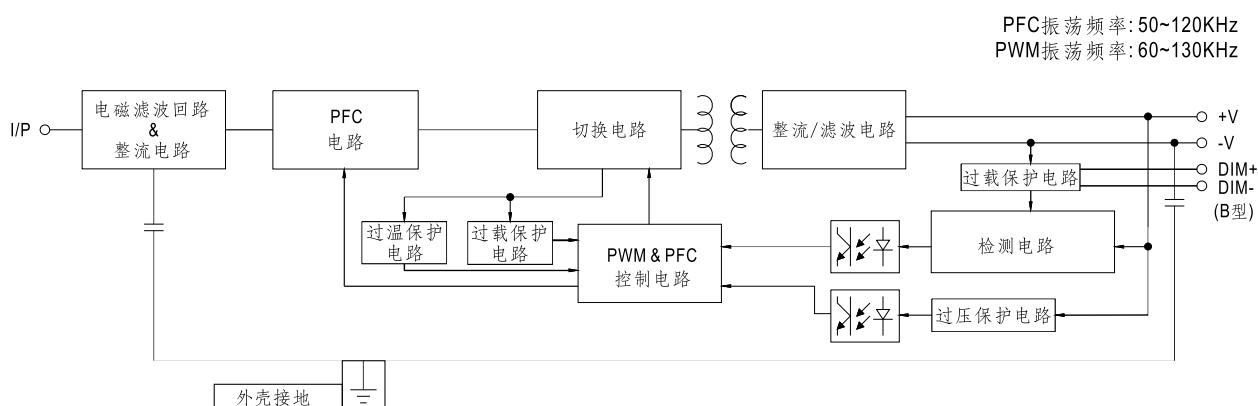 PFC振荡频率: 50~120KHz
PWM振荡频率: 60~130KHz
I/P
电磁滤波回路
&
整流电路
PFC
电路
切换电路
整流/滤波电路
+V
-V
DIM+
DIM-
(B型)
过载保护电路
过温保护
电路
过载保护
电路
PWM & PFC
控制电路
检测电路
过压保护电路
外壳接地